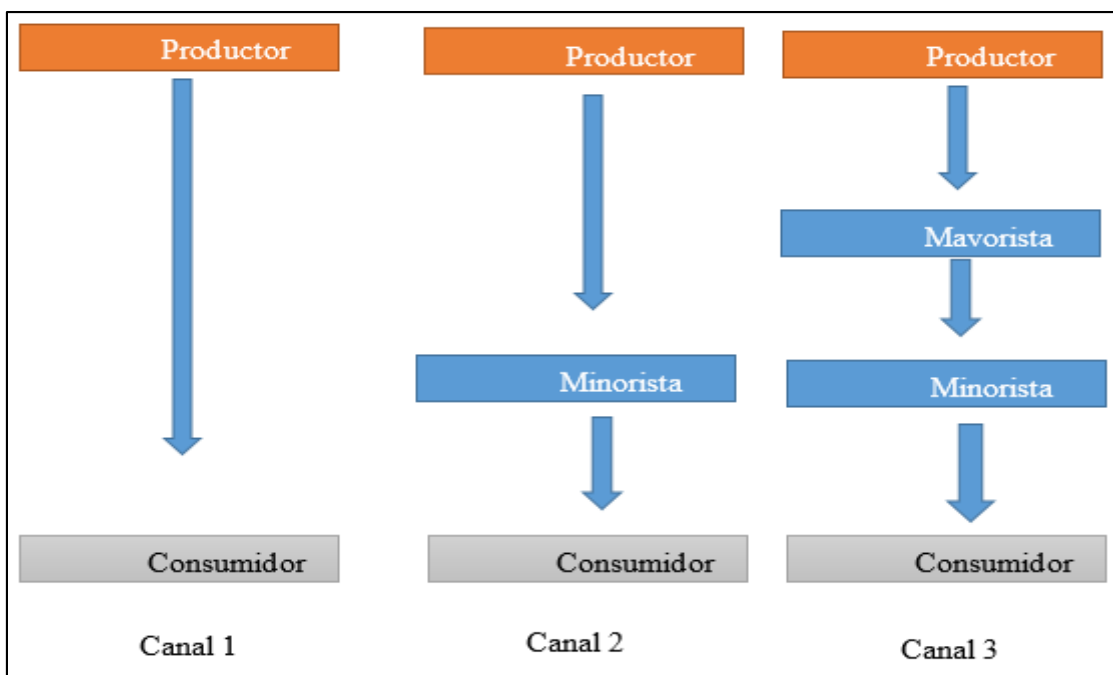 Productor
Productor
Productor
Mavorista
Minorista
Minorista
Consumidor
Consumidor
Consumidor
Canal 1
Canal 2
Canal 3